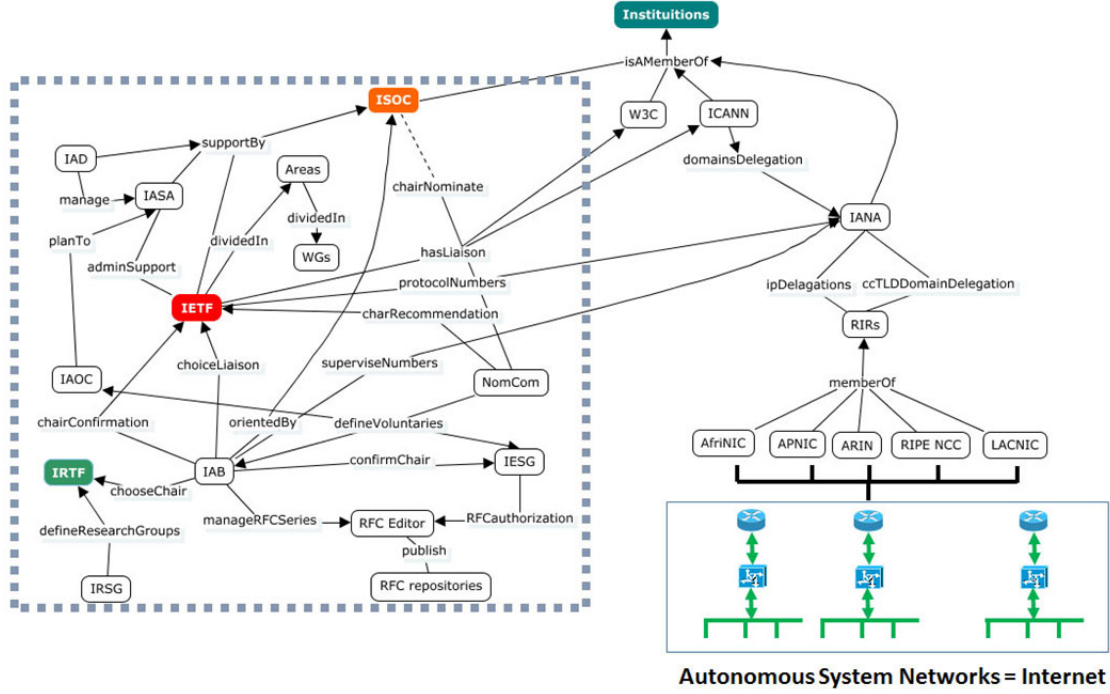 Instituitions
isAMemberOf
ISOC
W3C
ICANN
supportBy
IAD
Areas
domainsDelegation
chairNominate
manage
IASA
dividedIn
IANA
planTo
dividedIn
WGs
hasLiaison
adminSupport
protocolNumbers
ipDelagations
ccTLDDomainDelegation
IETF
charRecommendation
RIRs
choiceLiaison
superviseNumbers
IAOC
NomCom
memberOf
chairConfirmation
orientedBy
defineVoluntaries
AfriNIC
APNIC
ARIN
RIPE NCC
LACNIC
IRTF
IAB
confirmChair
IESG
chooseChair
manageRFCSeries
RFC Editor
RFCauthorization
defineResearchGroups
publish
IRSG
RFC repositories
Autonomous System Networks = Internet